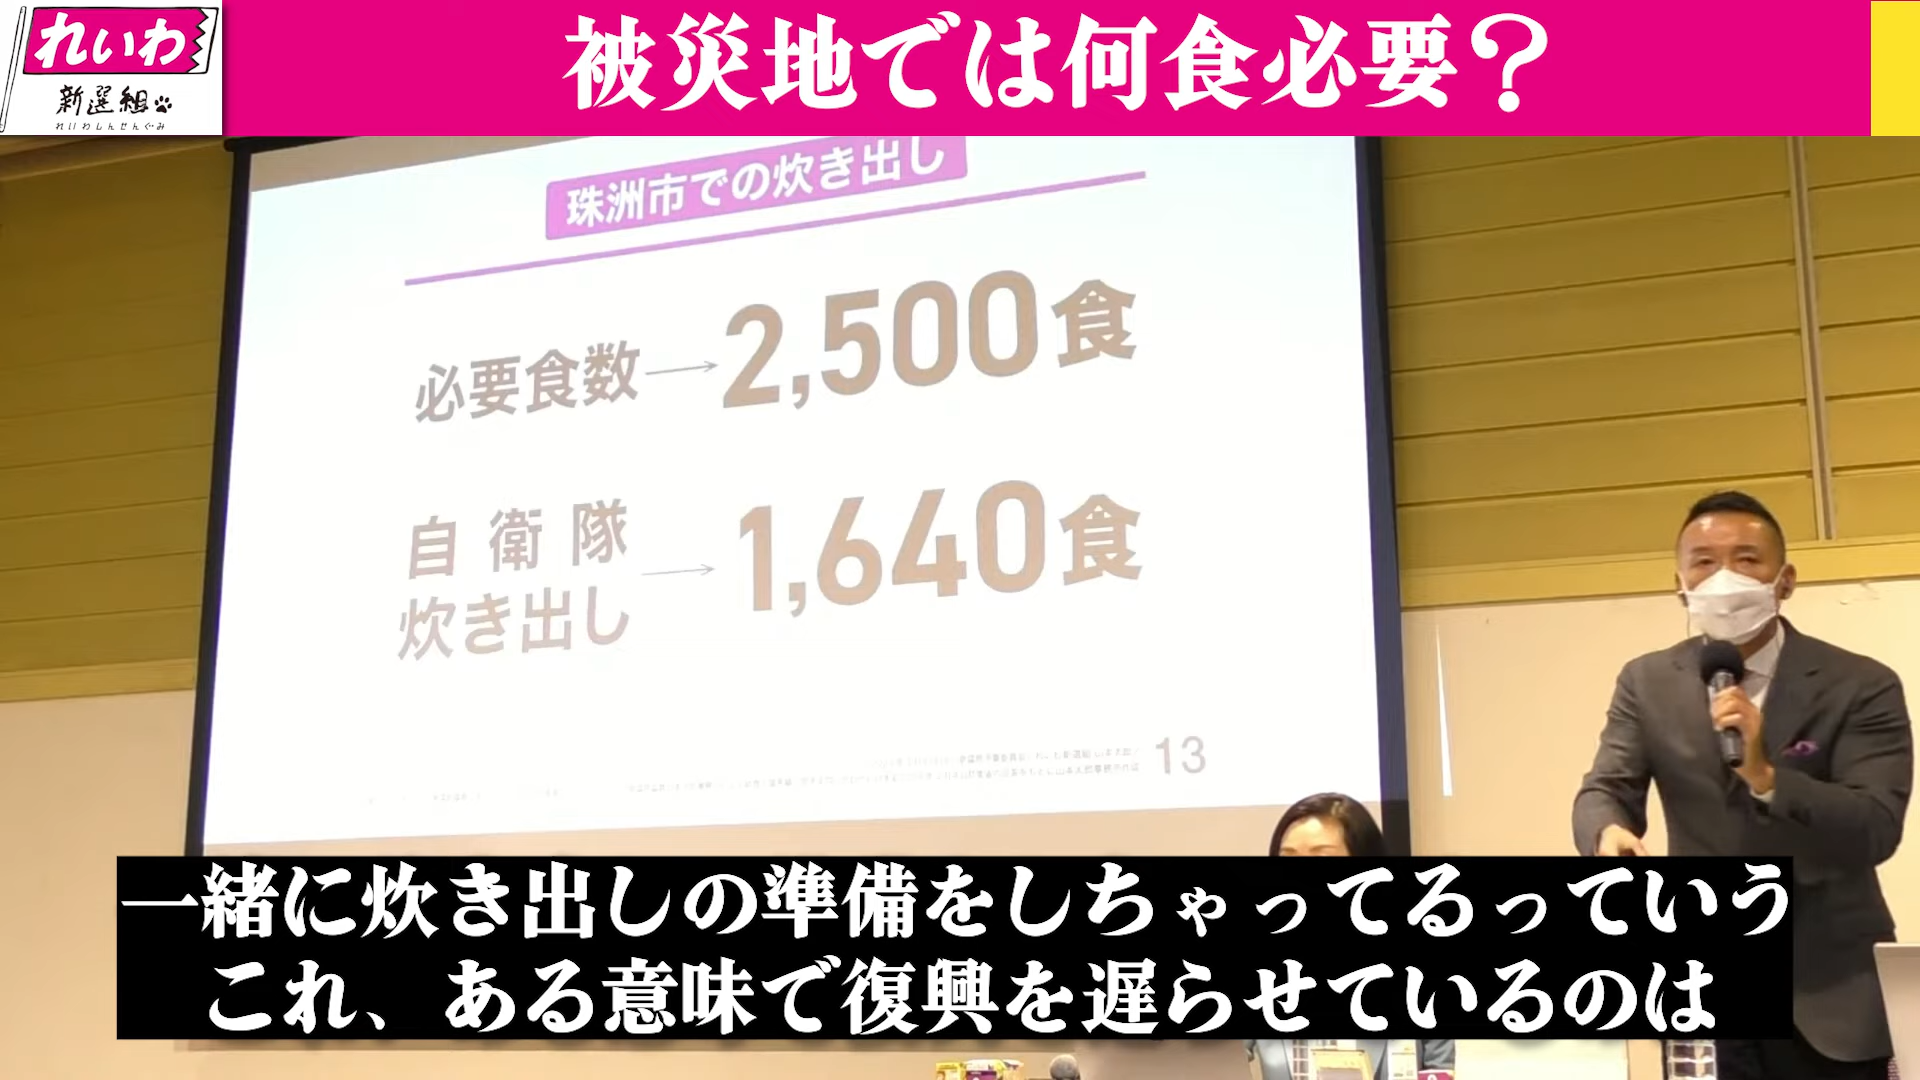 れいわ
新選組
れいわしんせんぐみ
被災地では何食必要？
珠洲市での炊き出し
必要食数→2,500食
自衛隊
炊き出し→1,640食
13
一緒に炊き出しの準備をしちゃってるっていう
これ、ある意味で復興を遅らせているのは